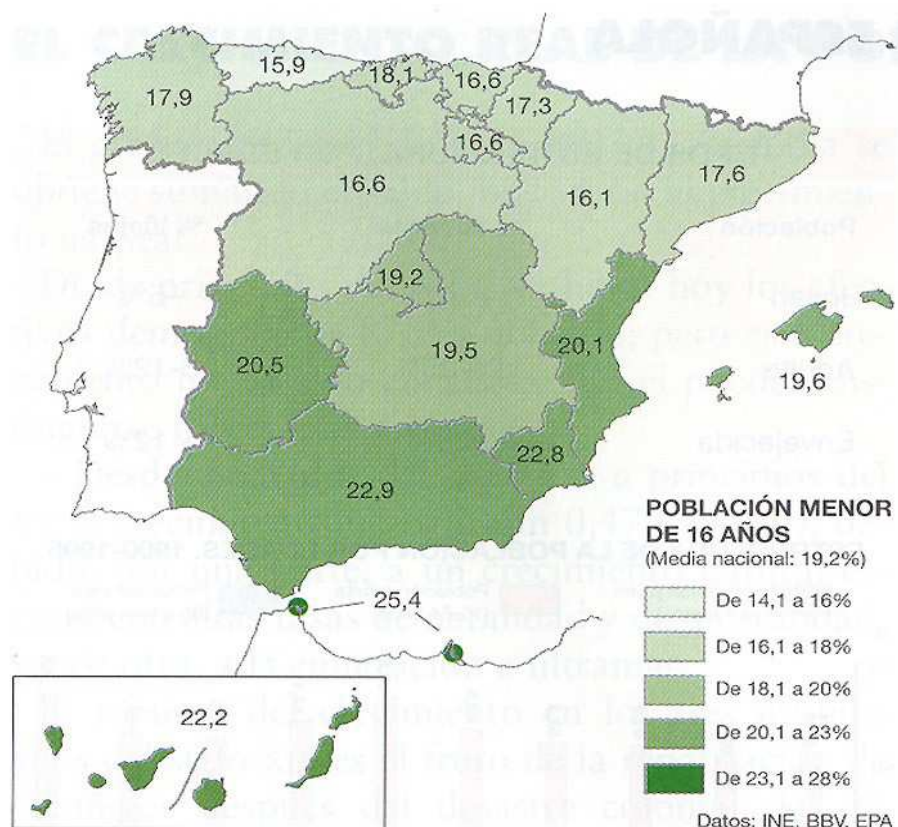 15,9
18,1
16,6
17,9
17,3
16,6
16,6
16,1
17,6
19,2
19,5
20,5
20,1
19,6
22,8
22,9
25,4
22,2
POBLACIÓN MENOR
DE 16 AÑOS
(Media nacional: 19,2%)
De 14,1 a 16%
De 16,1 a 18%
De 18,1 a 20%
De 20,1 a 23%
De 23,1 a 28%
Datos: INE, BBV, EPA